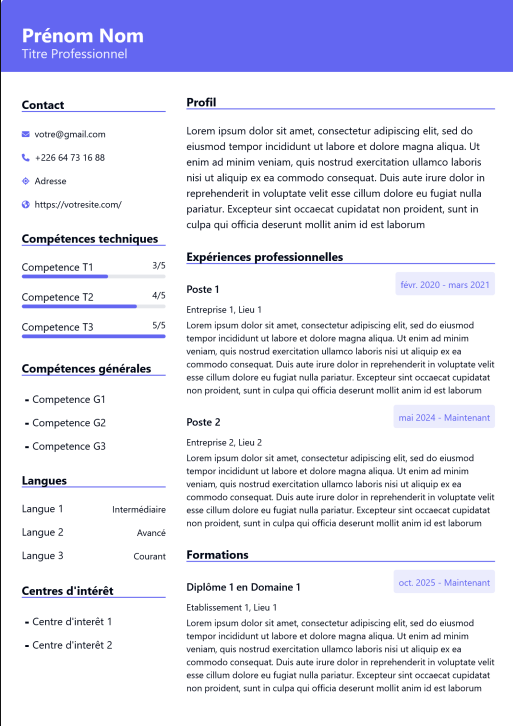 Prénom Nom
Titre Professionnel
Contact
votre@gmail.com
+226 64 73 16 88
Adresse
https://votresite.com/
Compétences techniques
Competence T1 3/5
Competence T2 4/5
Competence T3 5/5
Compétences générales
- Competence G1
- Competence G2
- Competence G3
Langues
Langue 1 Intermédiaire
Langue 2 Avancé
Langue 3 Courant
Centres d'intérêt
- Centre d'interêt 1
- Centre d'interêt 2
Profil
Lorem ipsum dolor sit amet, consectetur adipiscing elit, sed do
eiusmod tempor incididunt ut labore et dolore magna aliqua. Ut
enim ad minim veniam, quis nostrud exercitation ullamco laboris
nisi ut aliquip ex ea commodo consequat. Duis aute irure dolor in
reprehenderit in voluptate velit esse cillum dolore eu fugiat nulla
pariatur. Excepteur sint occaecat cupidatat non proident, sunt in
culpa qui officia deserunt mollit anim id est laborum
Expériences professionnelles
Poste 1 févr. 2020 - mars 2021
Entreprise 1, Lieu 1
Lorem ipsum dolor sit amet, consectetur adipiscing elit, sed do eiusmod
tempor incididunt ut labore et dolore magna aliqua. Ut enim ad minim
veniam, quis nostrud exercitation ullamco laboris nisi ut aliquip ex ea
commodo consequat. Duis aute irure dolor in reprehenderit in voluptate velit
esse cillum dolore eu fugiat nulla pariatur. Excepteur sint occaecat cupidatat
non proident, sunt in culpa qui officia deserunt mollit anim id est laborum
Poste 2 mai 2024 - Maintenant
Entreprise 2, Lieu 2
Lorem ipsum dolor sit amet, consectetur adipiscing elit, sed do eiusmod
tempor incididunt ut labore et dolore magna aliqua. Ut enim ad minim
veniam, quis nostrud exercitation ullamco laboris nisi ut aliquip ex ea
commodo consequat. Duis aute irure dolor in reprehenderit in voluptate velit
esse cillum dolore eu fugiat nulla pariatur. Excepteur sint occaecat cupidatat
non proident, sunt in culpa qui officia deserunt mollit anim id est laborum
Formations
Diplôme 1 en Domaine 1 oct. 2025 - Maintenant
Etablissement 1, Lieu 1
Lorem ipsum dolor sit amet, consectetur adipiscing elit, sed do eiusmod
tempor incididunt ut labore et dolore magna aliqua. Ut enim ad minim
veniam, quis nostrud exercitation ullamco laboris nisi ut aliquip ex ea
commodo consequat. Duis aute irure dolor in reprehenderit in voluptate velit
esse cillum dolore eu fugiat nulla pariatur. Excepteur sint occaecat cupidatat
non proident, sunt in culpa qui officia deserunt mollit anim id est laborum